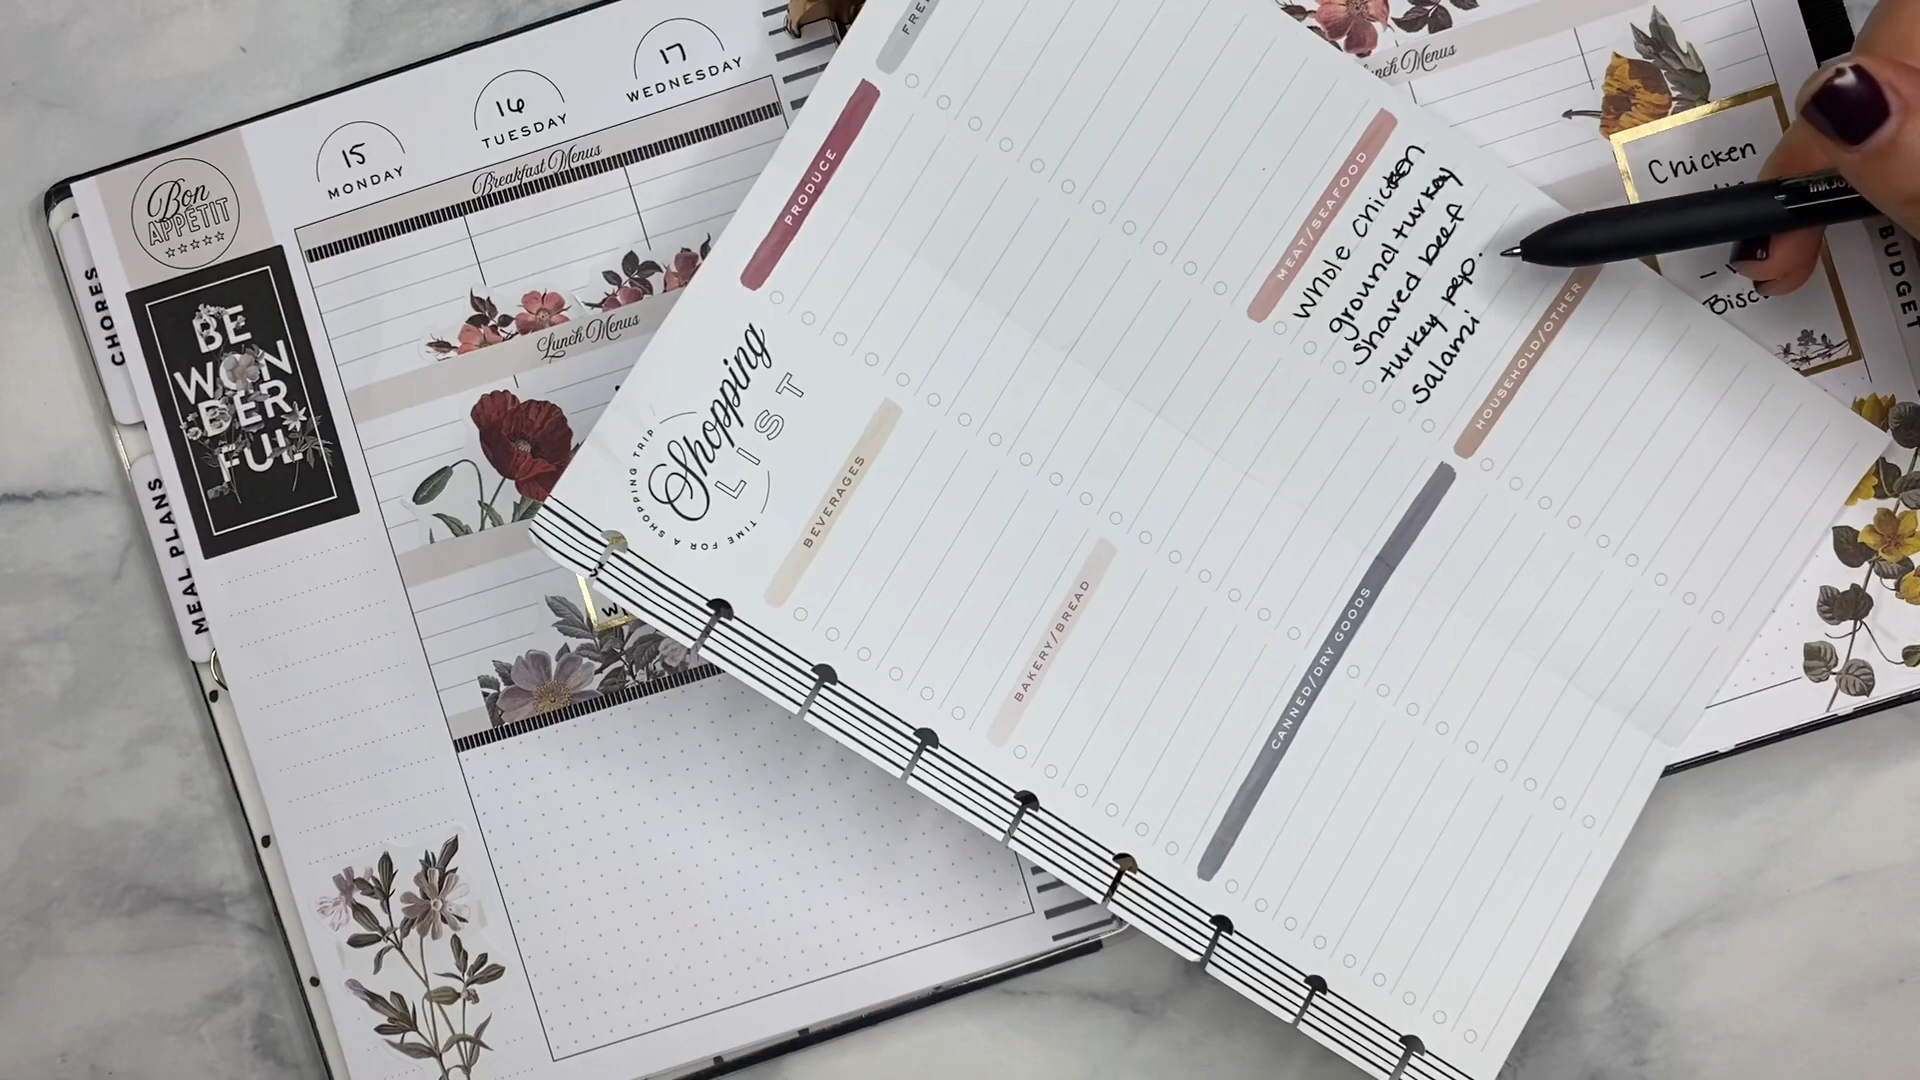 15
MONDAY
16
TUESDAY
17
WEDNESDAY
Breakfast Menus
Lunch Menus
Bon
APPÉTIT
BE
WON
DER
FUL
CHORES
MEAL PLANS
PRODUCE
MEAT/SEAFOOD
Whole Chicken
ground turkey
Shaved beef
turkey pep.
Salami
HOUSEHOLD/OTHER
Shopping
LIST
TIME FOR A SHOPPING TRIP
BEVERAGES
BAKERY/BREAD
CANNED/DRY GOODS
Menus
Chicken
BUDGET